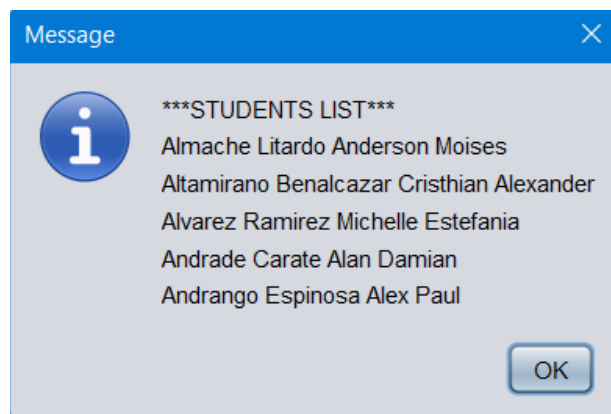 Message
***STUDENTS LIST***
Almache Litardo Anderson Moises
Altamirano Benalcazar Cristhian Alexander
Alvarez Ramirez Michelle Estefania
Andrade Carate Alan Damian
Andrango Espinosa Alex Paul
OK